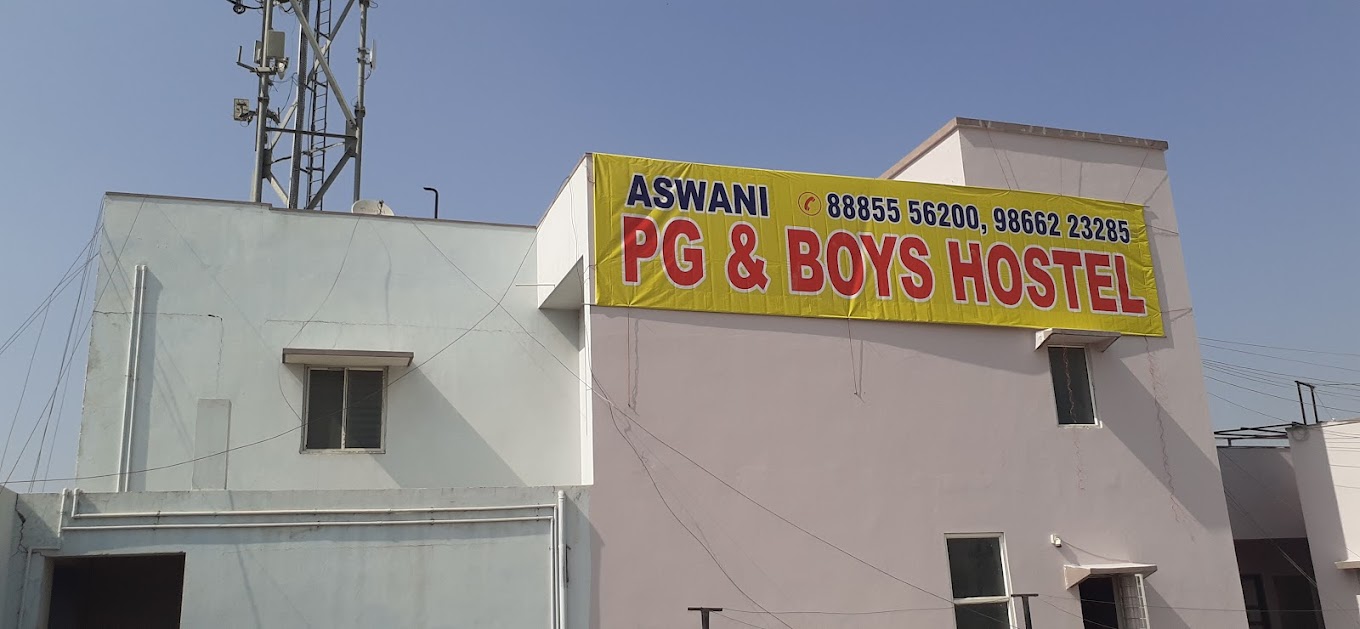 ASWANI 88855 56200, 98662 23285
PG & BOYS HOSTEL